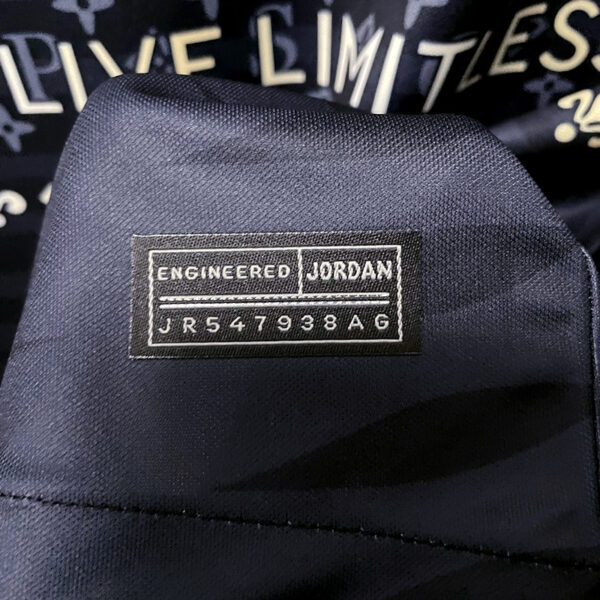 LIVE LIMITLESS
ENGINEERED JORDAN
JR547938AG